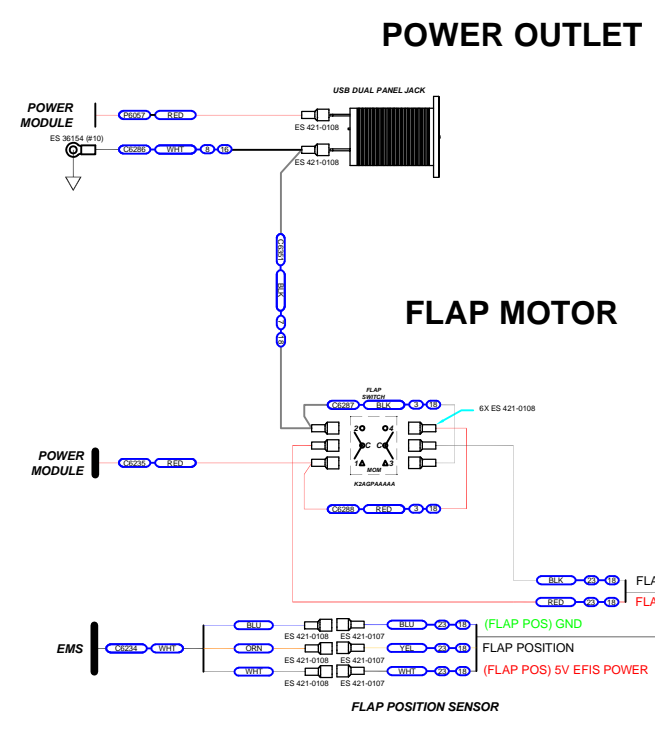 POWER OUTLET
USB DUAL PANEL JACK
POWER
MODULE
P6057 RED
ES 421-0108
ES 36154 (#10)
C6286 WHT 8 16
ES 421-0108
C6361 BLK 7 18
FLAP MOTOR
FLAP
SWITCH
C6287 BLK 3 18
6X ES 421-0108
2 4
C C
1 3
MOM
POWER
MODULE
C6235 RED
K2AGPAAAAA
C6288 RED 3 18
BLK 23 18 FLA
RED 23 18 FLA
BLU BLU 23 18 (FLAP POS) GND
ES 421-0108 ES 421-0107
EMS C6234 WHT ORN YEL 23 18 FLAP POSITION
ES 421-0108 ES 421-0107
WHT WHT 23 18 (FLAP POS) 5V EFIS POWER
ES 421-0108 ES 421-0107
FLAP POSITION SENSOR